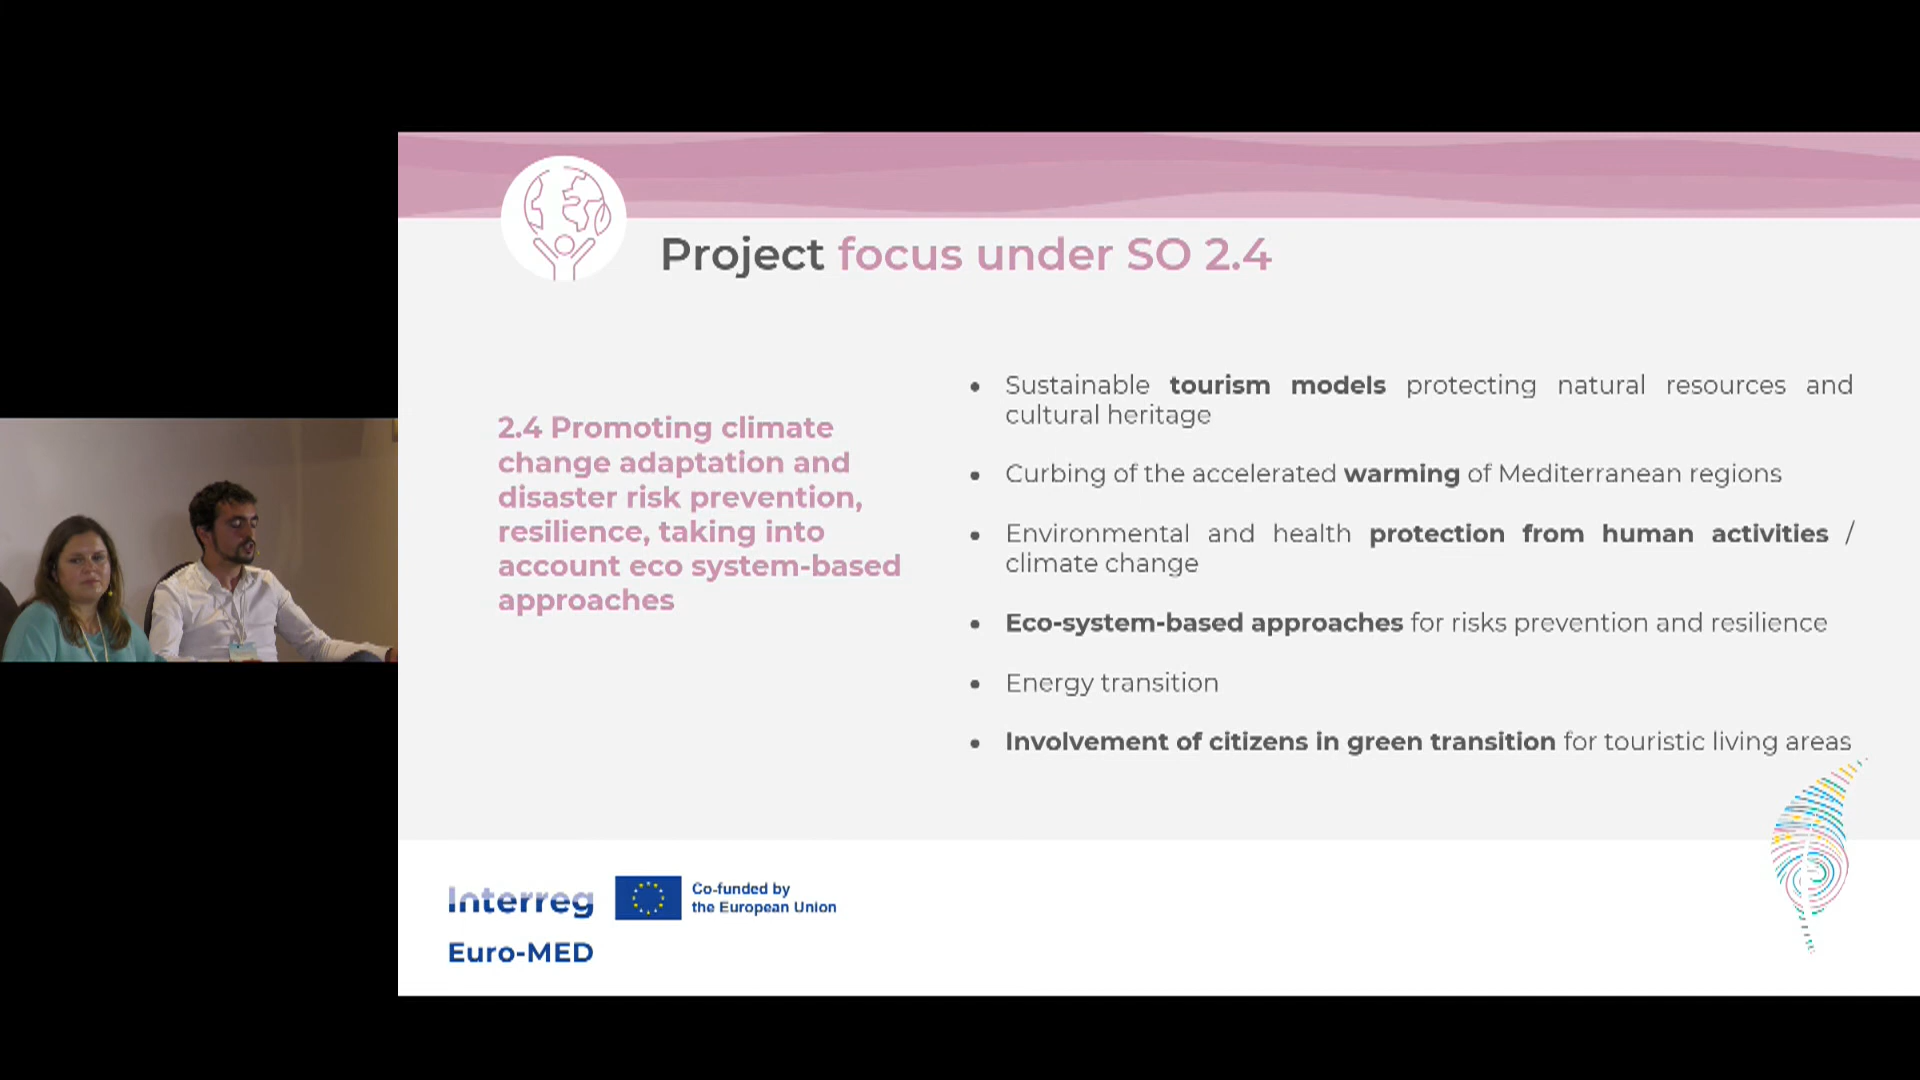 Project focus under SO 2.4
2.4 Promoting climate
change adaptation and
disaster risk prevention,
resilience, taking into
account eco system-based
approaches
• Sustainable tourism models protecting natural resources and
cultural heritage
• Curbing of the accelerated warming of Mediterranean regions
• Environmental and health protection from human activities /
climate change
• Eco-system-based approaches for risks prevention and resilience
• Energy transition
• Involvement of citizens in green transition for touristic living areas
Interreg
Co-funded by
the European Union
Euro-MED